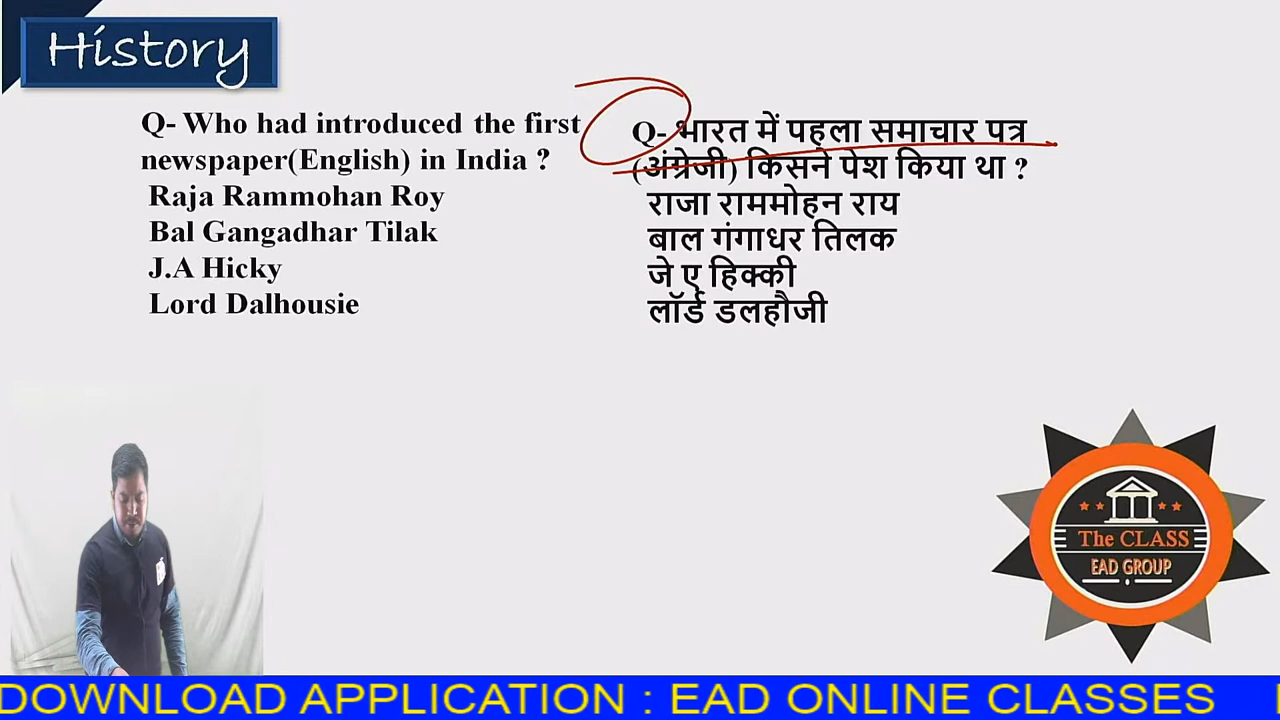 History
Q- Who had introduced the first
newspaper(English) in India ?
Raja Rammohan Roy
Bal Gangadhar Tilak
J.A Hicky
Lord Dalhousie
Q- भारत में पहला समाचार पत्र
(अंग्रेजी) किसने पेश किया था ?
राजा राममोहन राय
बाल गंगाधर तिलक
जे ए हिक्की
लॉर्ड डलहौजी
The CLASS
EAD GROUP
DOWNLOAD APPLICATION : EAD ONLINE CLASSES